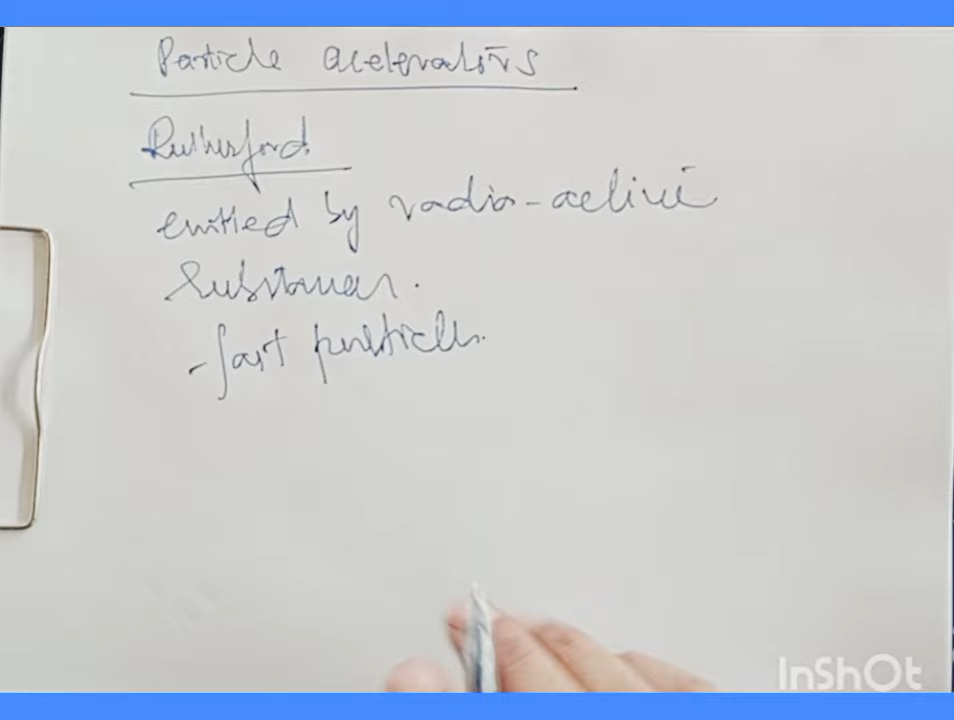 Particle accelerators
Rutherford
emitted by radio-active
substances.
- fast particles.
InShOt